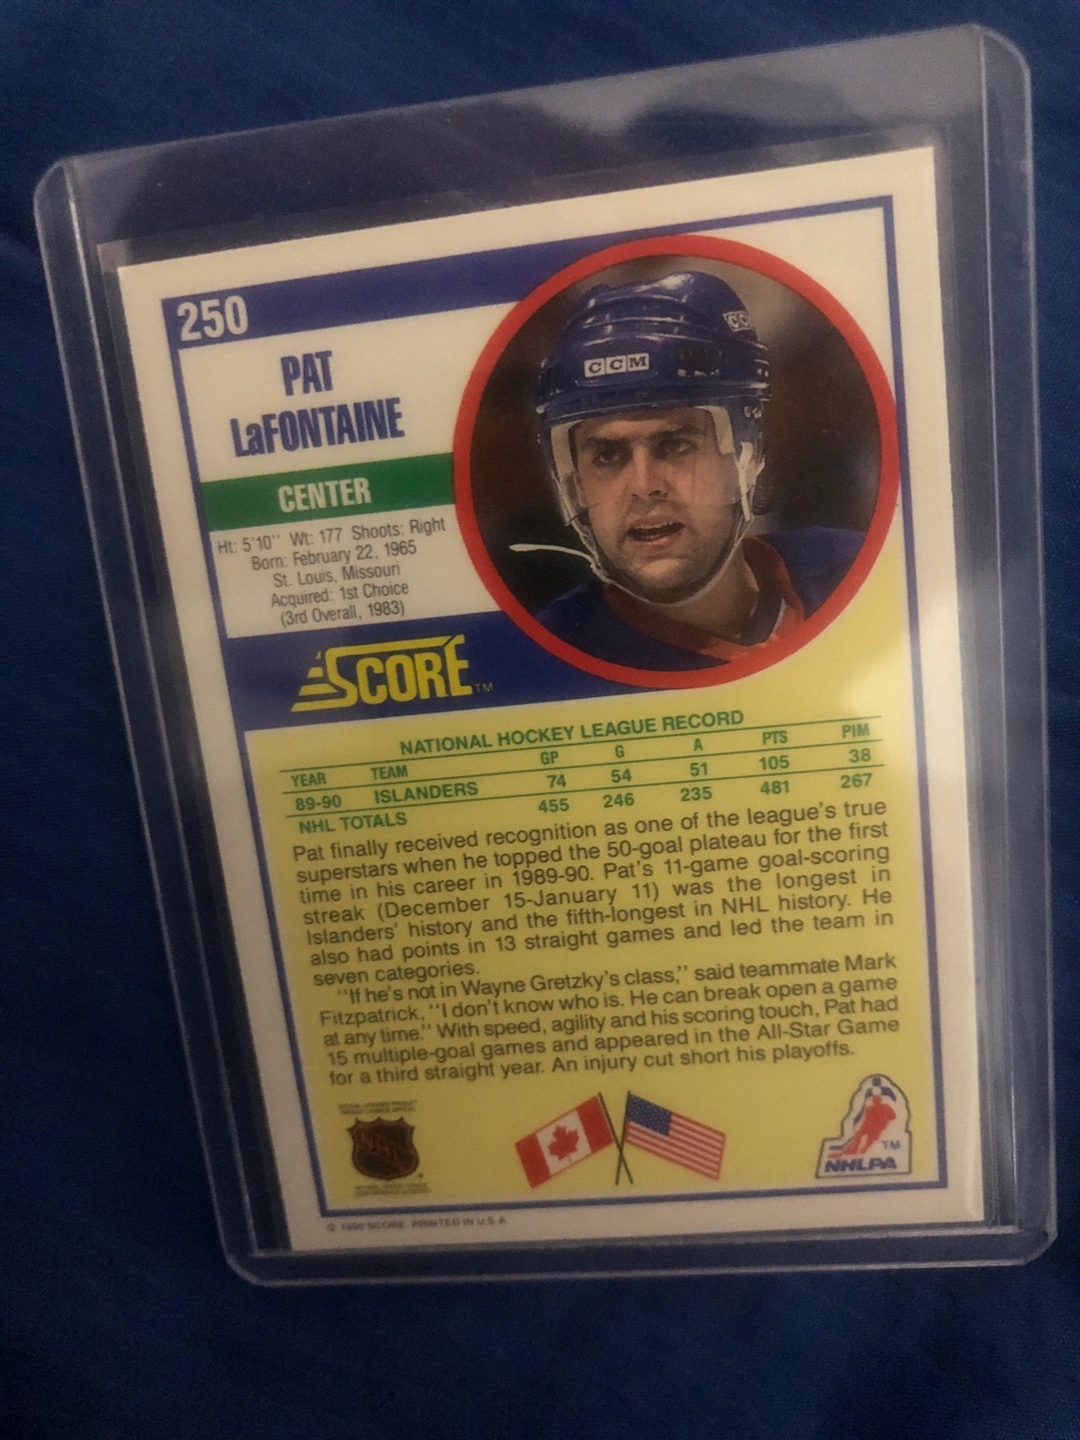 250
PAT
LaFONTAINE
CENTER
Ht: 5'10'' Wt: 177 Shoots: Right
Born: February 22, 1965
St. Louis, Missouri
Acquired: 1st Choice
(3rd Overall, 1983)
CCM
SCORE™
NATIONAL HOCKEY LEAGUE RECORD
YEAR TEAM GP G A PTS PIM
89-90 ISLANDERS 74 54 51 105 38
NHL TOTALS 455 246 235 481 267
Pat finally received recognition as one of the league's true
superstars when he topped the 50-goal plateau for the first
time in his career in 1989-90. Pat's 11-game goal-scoring
streak (December 15-January 11) was the longest in
Islanders' history and the fifth-longest in NHL history. He
also had points in 13 straight games and led the team in
seven categories.
''If he's not in Wayne Gretzky's class,'' said teammate Mark
Fitzpatrick, ''I don't know who is. He can break open a game
at any time.'' With speed, agility and his scoring touch, Pat had
15 multiple-goal games and appeared in the All-Star Game
for a third straight year. An injury cut short his playoffs.
NHL
™
NHLPA
© 1990 SCORE, PRINTED IN U.S.A.